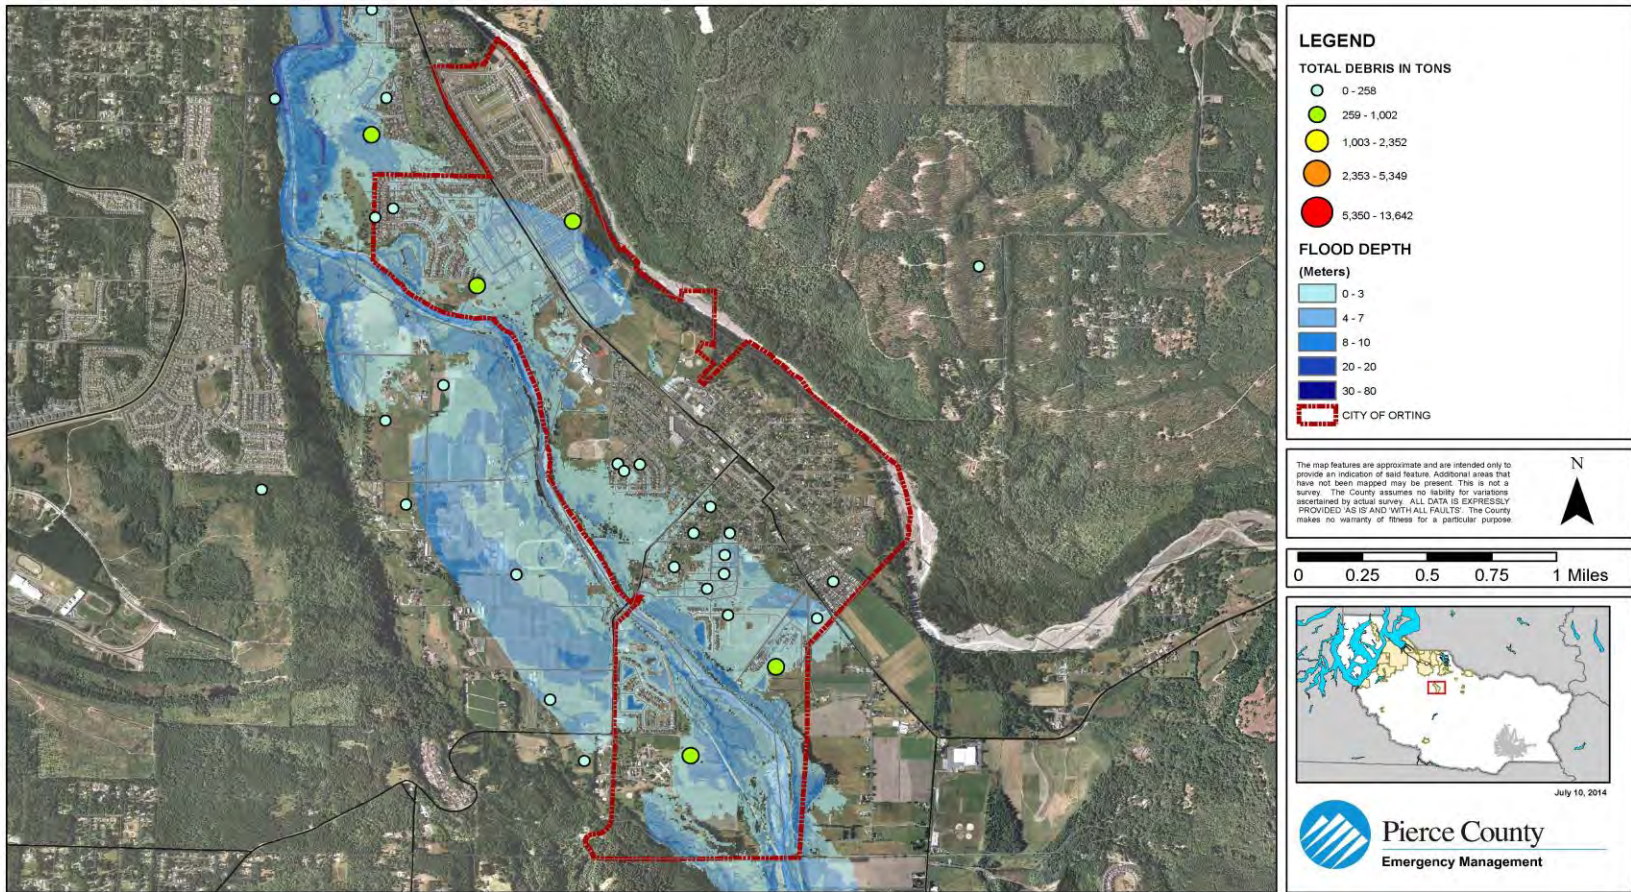 LEGEND
TOTAL DEBRIS IN TONS
0 - 258
259 - 1,002
1,003 - 2,352
2,353 - 5,349
5,350 - 13,642
FLOOD DEPTH
(Meters)
0 - 3
4 - 7
8 - 10
20 - 20
30 - 80
CITY OF ORTING
The map features are approximate and are intended only to
provide an indication of said feature. Additional areas that
have not been mapped may be present. This is not a
survey. The County assumes no liability for variations
ascertained by actual survey. ALL DATA IS EXPRESSLY
PROVIDED 'AS IS' AND 'WITH ALL FAULTS'. The County
makes no warranty of fitness for a particular purpose
N
0 0.25 0.5 0.75 1 Miles
July 10, 2014
Pierce County
Emergency Management